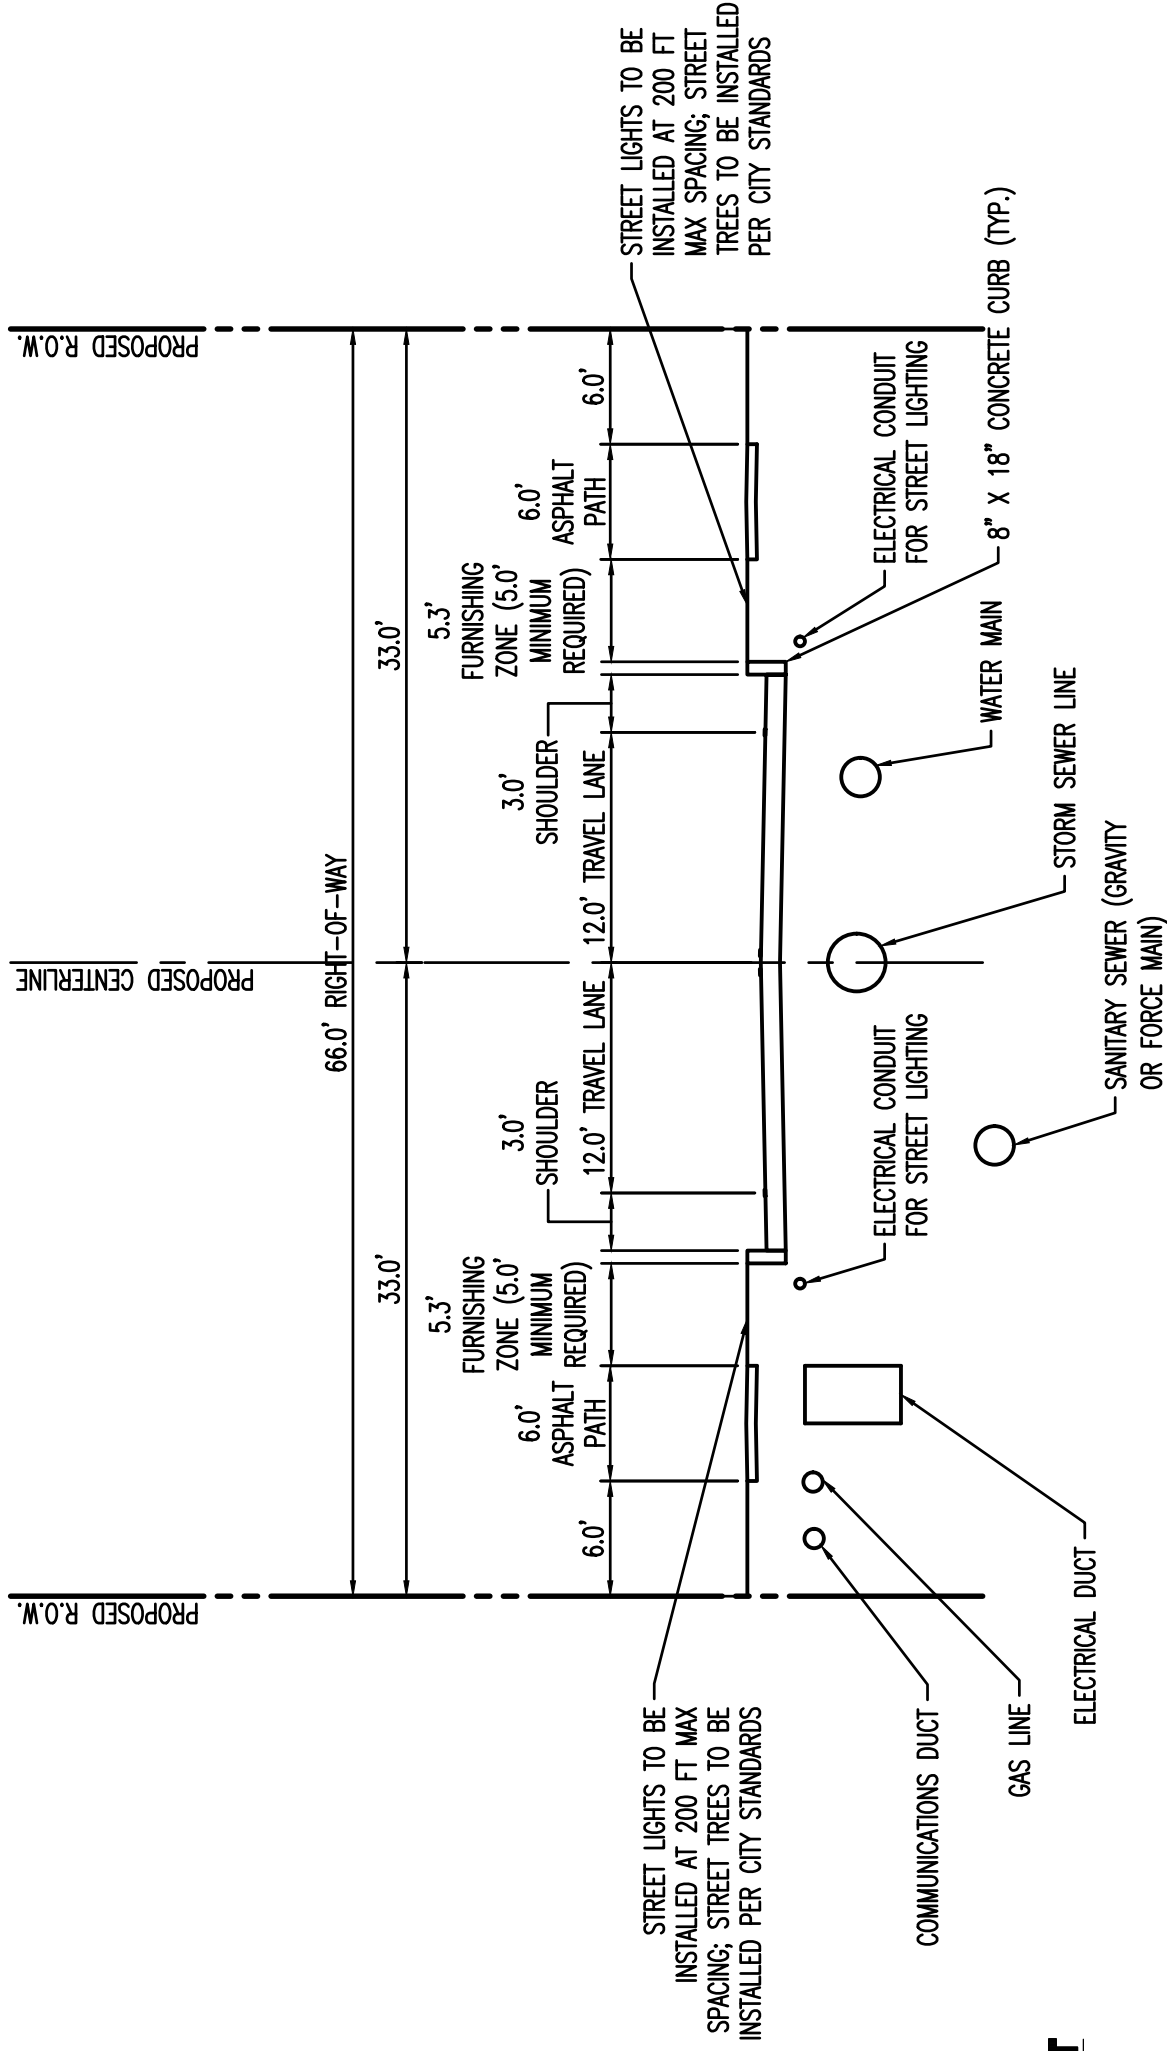 PROPOSED R.O.W.
PROPOSED CENTERLINE
PROPOSED R.O.W.
66.0' RIGHT-OF-WAY
33.0'
33.0'
6.0'
6.0'
ASPHALT
PATH
5.3'
FURNISHING
ZONE (5.0'
MINIMUM
REQUIRED)
3.0'
SHOULDER
12.0' TRAVEL LANE
12.0' TRAVEL LANE
3.0'
SHOULDER
5.3'
FURNISHING
ZONE (5.0'
MINIMUM
REQUIRED)
6.0'
ASPHALT
PATH
6.0'
STREET LIGHTS TO BE
INSTALLED AT 200 FT MAX
SPACING; STREET TREES TO BE
INSTALLED PER CITY STANDARDS
STREET LIGHTS TO BE
INSTALLED AT 200 FT
MAX SPACING; STREET
TREES TO BE INSTALLED
PER CITY STANDARDS
COMMUNICATIONS DUCT
GAS LINE
ELECTRICAL DUCT
ELECTRICAL CONDUIT
FOR STREET LIGHTING
SANITARY SEWER (GRAVITY
OR FORCE MAIN)
STORM SEWER LINE
WATER MAIN
ELECTRICAL CONDUIT
FOR STREET LIGHTING
8" X 18" CONCRETE CURB (TYP.)